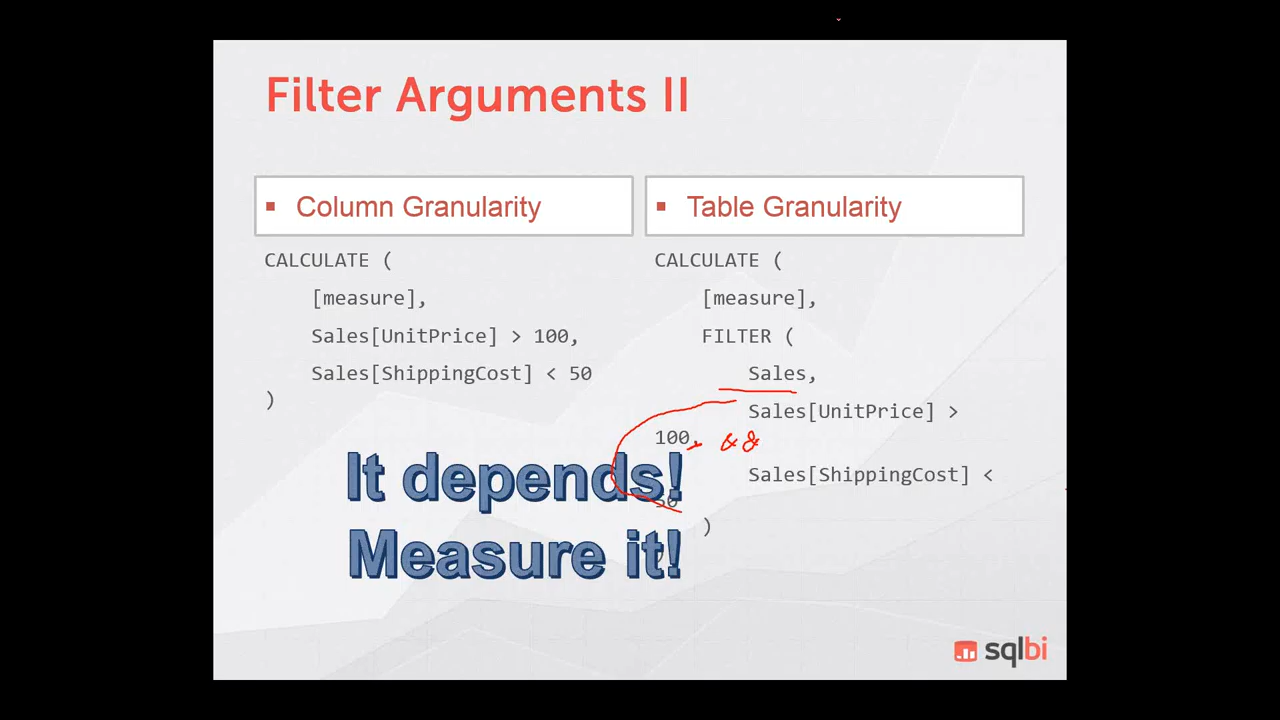 Filter Arguments II
▪ Column Granularity
CALCULATE (
[measure],
Sales[UnitPrice] > 100,
Sales[ShippingCost] < 50
)
▪ Table Granularity
CALCULATE (
[measure],
FILTER (
Sales,
Sales[UnitPrice] >
100, &&
Sales[ShippingCost] <
50
)
)
It depends!
Measure it!
sqlbi